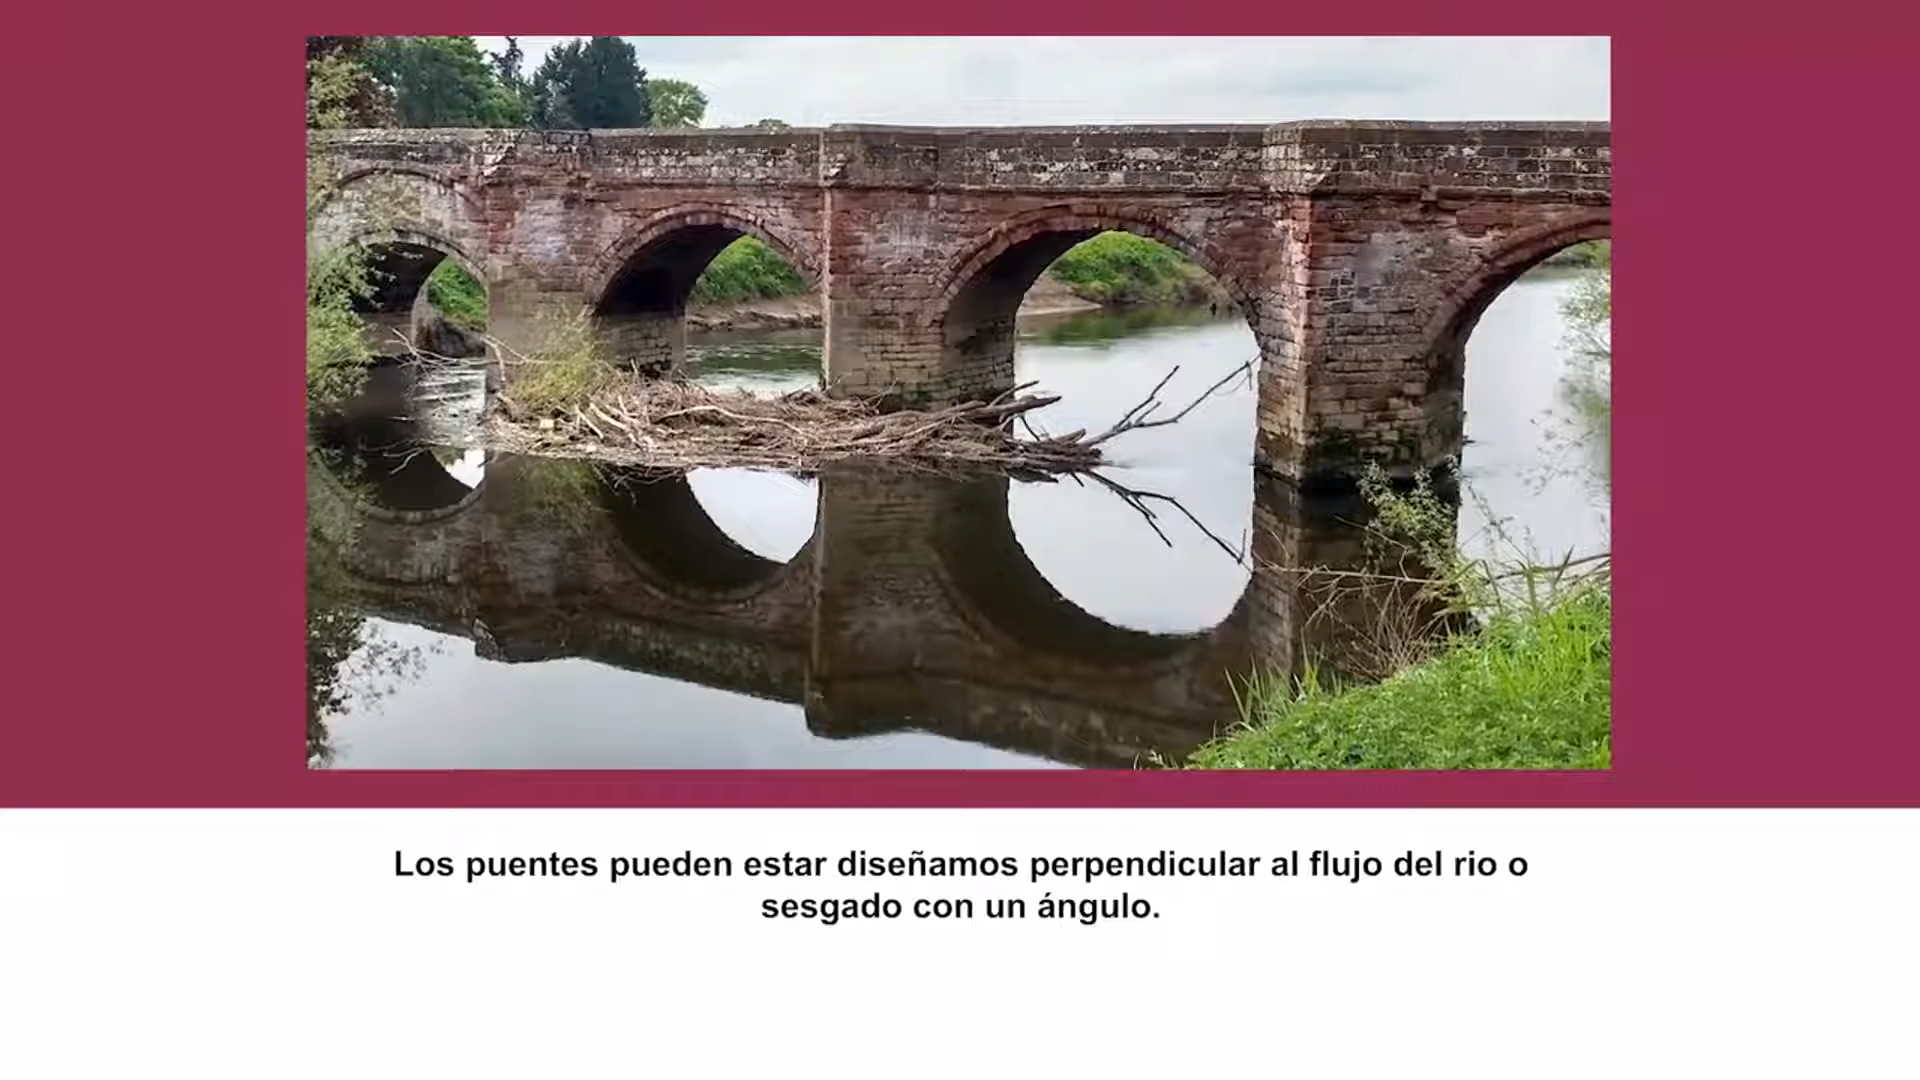 Los puentes pueden estar diseñamos perpendicular al flujo del rio o
sesgado con un ángulo.